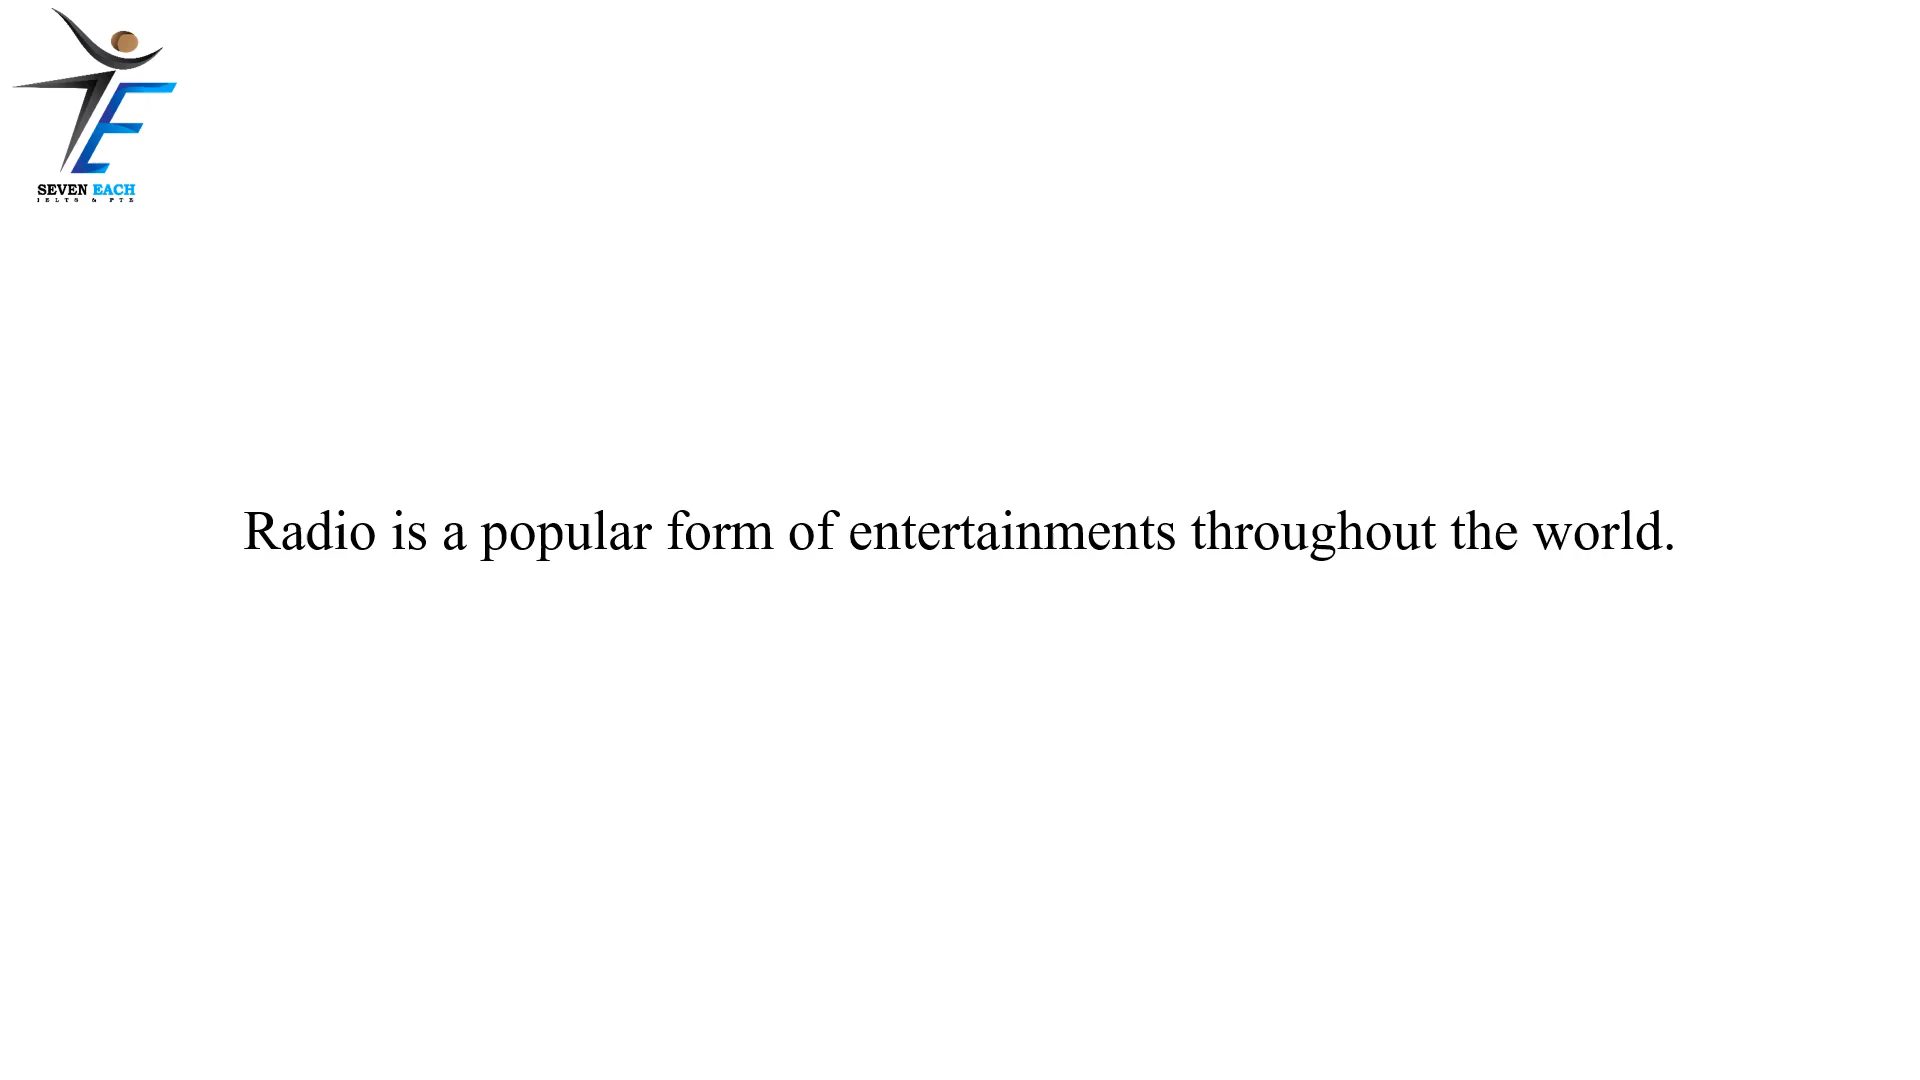 SEVEN EACH
IELTS & PTE
Radio is a popular form of entertainments throughout the world.